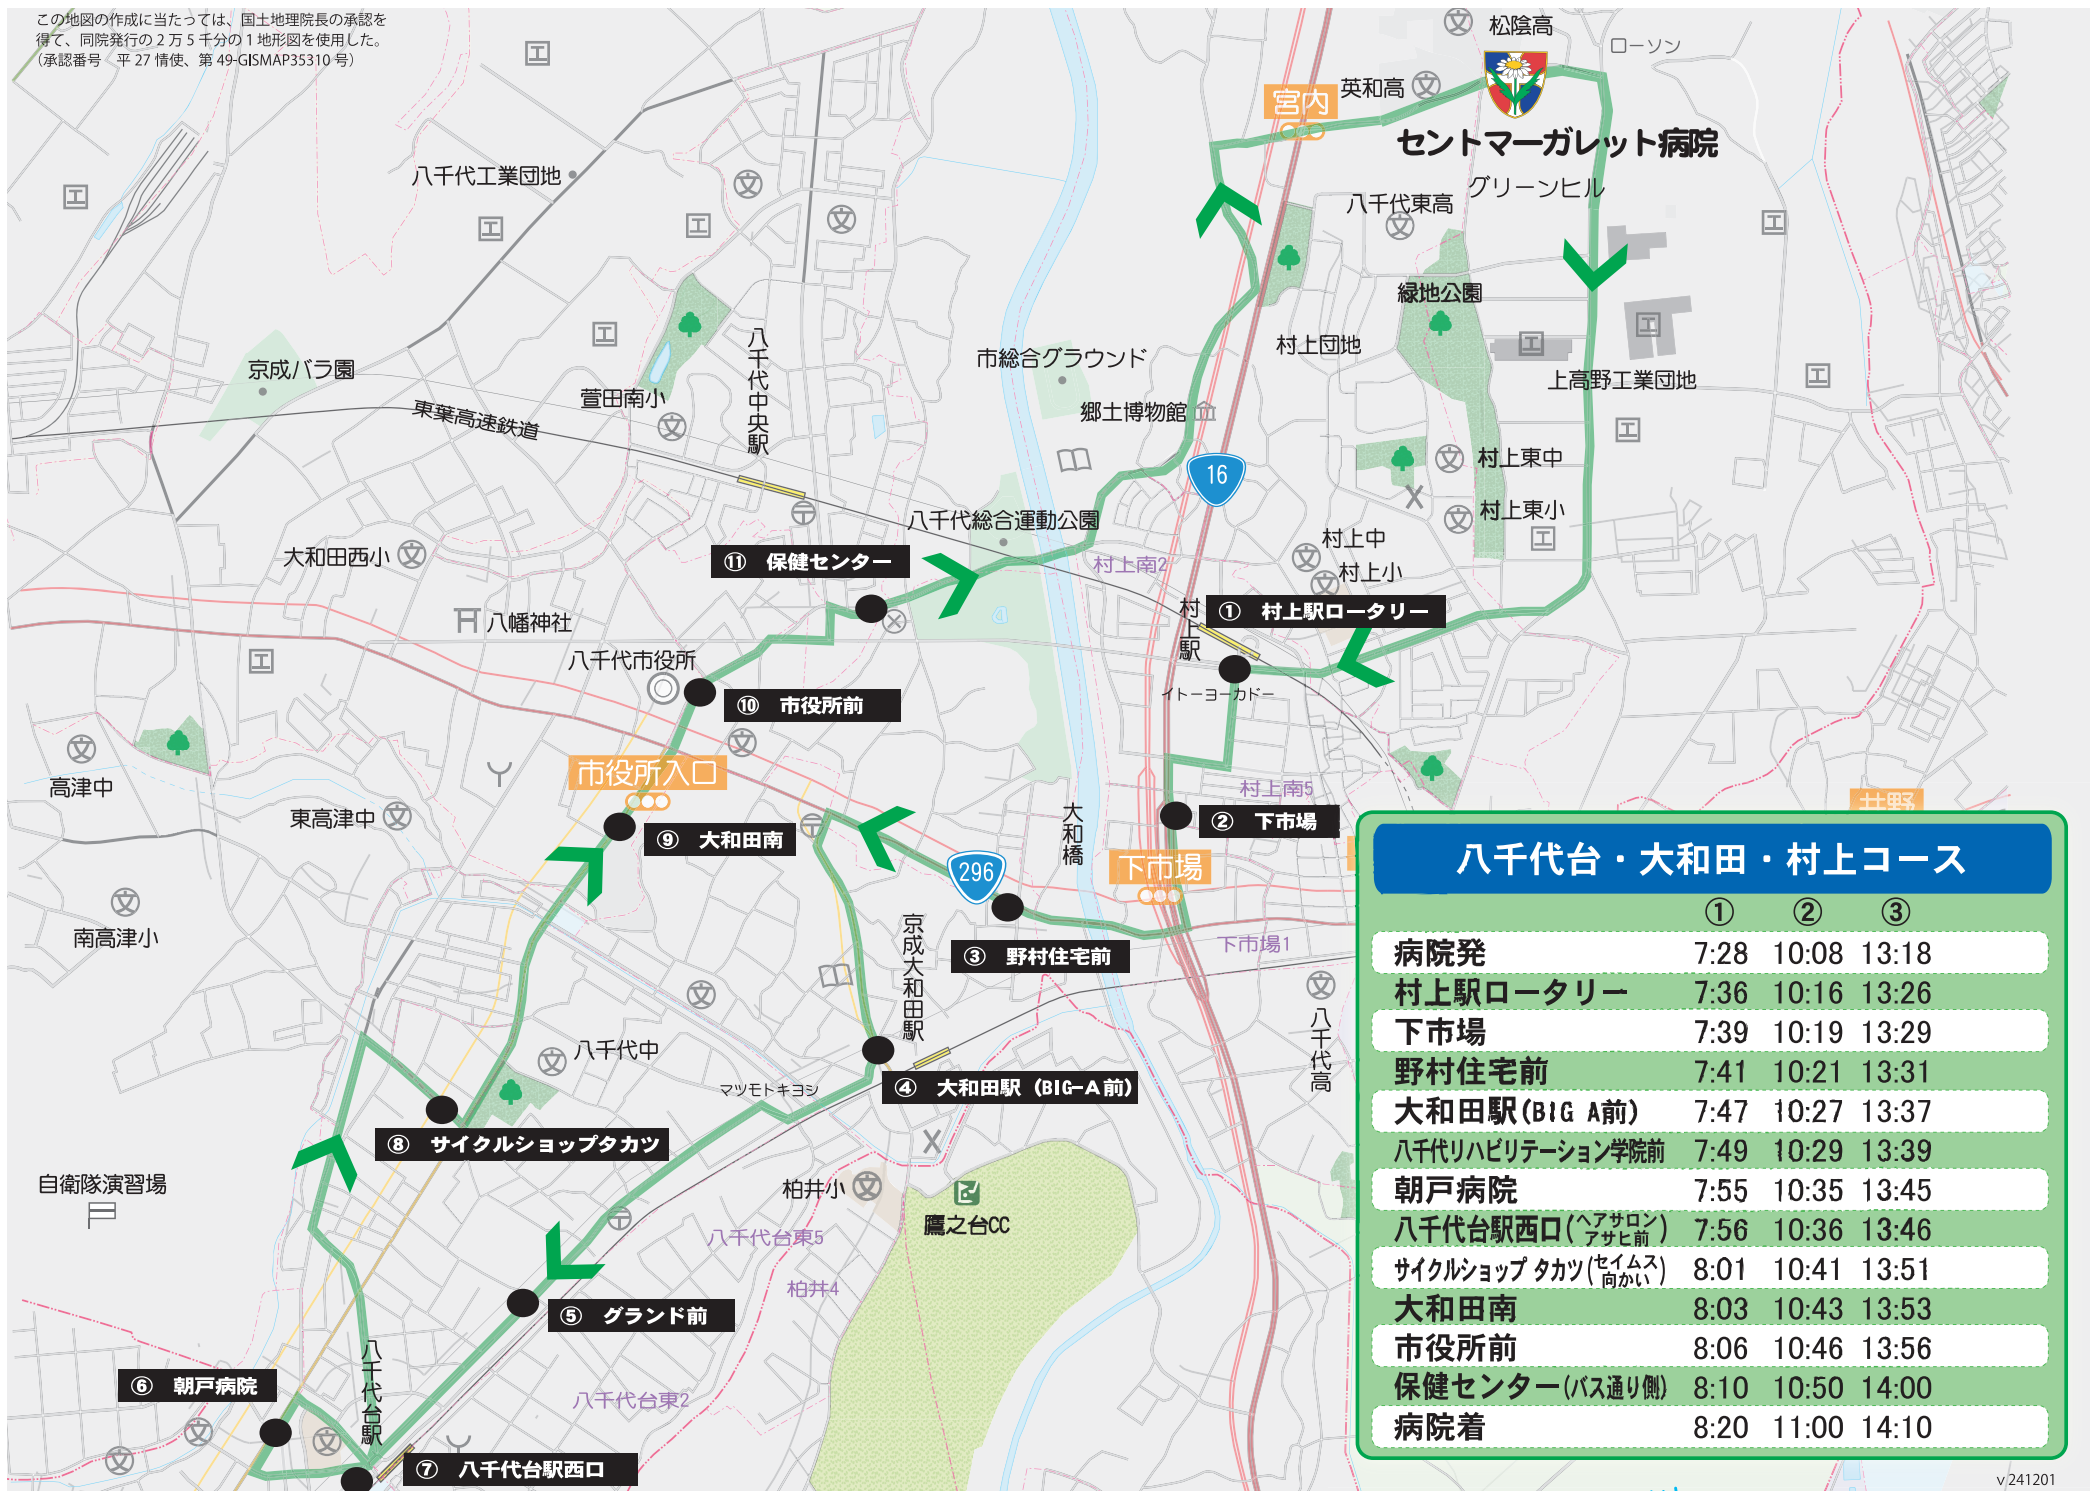 この地図の作成に当たっては、国土地理院長の承認を
得て、同院発行の2万5千分の1地形図を使用した。
（承認番号　平27情使、第49-GISMAP35310号）
松陰高
ローソン
英和高
宮内
セントマーガレット病院
八千代工業団地
グリーンヒル
八千代東高
緑地公園
村上団地
上高野工業団地
京成バラ園
東葉高速鉄道
萱田南小
八千代中央駅
市総合グラウンド
郷土博物館
16
村上東中
村上東小
八千代総合運動公園
村上中
村上小
村上南2
大和田西小
⑪ 保健センター
八幡神社
村上駅
① 村上駅ロータリー
イトーヨーカドー
八千代市役所
⑩ 市役所前
市役所入口
高津中
東高津中
⑨ 大和田南
大和橋
村上南5
② 下市場
下市場
296
南高津小
③ 野村住宅前
下市場1
京成大和田駅
八千代高
八千代中
マツモトキヨシ
④ 大和田駅（BIG-A前）
⑧ サイクルショップタカツ
自衛隊演習場
柏井小
鷹之台CC
八千代台東5
柏井4
⑤ グランド前
八千代台東2
⑥ 朝戸病院
八千代台駅
⑦ 八千代台駅西口
八千代台・大和田・村上コース
① ② ③
病院発 7:28 10:08 13:18
村上駅ロータリー 7:36 10:16 13:26
下市場 7:39 10:19 13:29
野村住宅前 7:41 10:21 13:31
大和田駅(BIG A前) 7:47 10:27 13:37
八千代リハビリテーション学院前 7:49 10:29 13:39
朝戸病院 7:55 10:35 13:45
八千代台駅西口(ヘアサロンアサヒ前) 7:56 10:36 13:46
サイクルショップ タカツ(セイムス向かい) 8:01 10:41 13:51
大和田南 8:03 10:43 13:53
市役所前 8:06 10:46 13:56
保健センター(バス通り側) 8:10 10:50 14:00
病院着 8:20 11:00 14:10
v241201